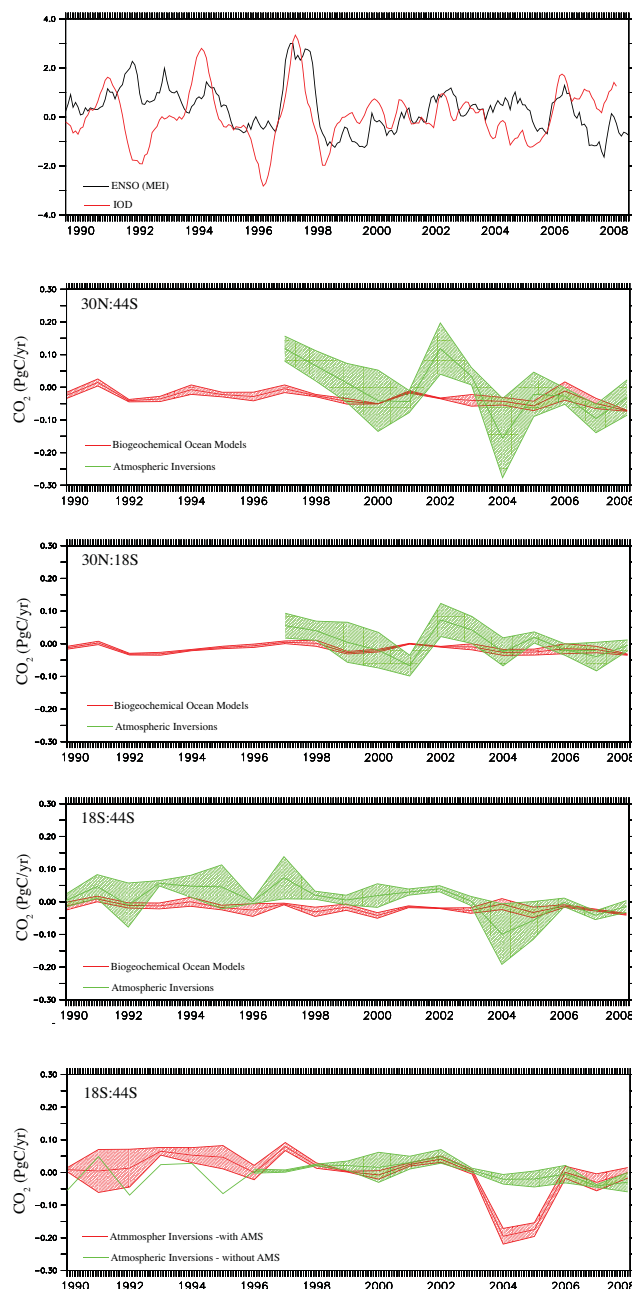 4.0
2.0
0.0
−2.0
−4.0
ENSO (MEI)
IOD
1990 1992 1994 1996 1998 2000 2002 2004 2006 2008
30N:44S
CO2 (PgC/yr)
0.30
0.20
0.10
−0.00
−0.10
−0.20
−0.30
Biogeochemical Ocean Models
Atmospheric Inversions
1990 1992 1994 1996 1998 2000 2002 2004 2006 2008
30N:18S
CO2 (PgC/yr)
0.30
0.20
0.10
−0.00
−0.10
−0.20
−0.30
Biogeochemical Ocean Models
Atmospheric Inversions
1990 1992 1994 1996 1998 2000 2002 2004 2006 2008
18S:44S
CO2 (PgC/yr)
0.30
0.20
0.10
−0.00
−0.10
−0.20
−0.30
Biogeochemical Ocean Models
Atmospheric Inversions
1990 1992 1994 1996 1998 2000 2002 2004 2006 2008
18S:44S
CO2 (PgC/yr)
0.30
0.20
0.10
−0.00
−0.10
−0.20
−0.30
Atmmospher Inversions -with AMS
Atmospheric Inversions - without AMS
1990 1992 1994 1996 1998 2000 2002 2004 2006 2008